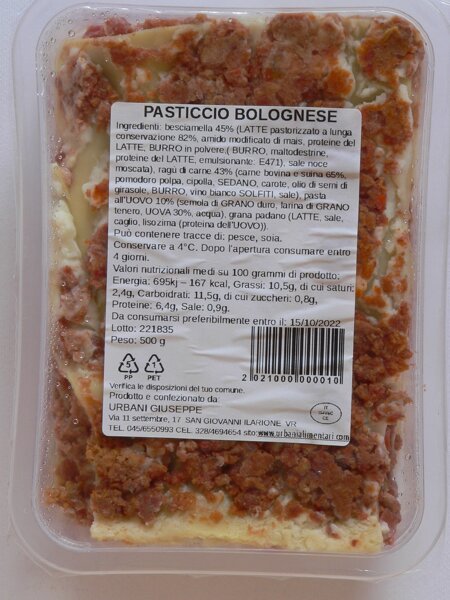 PASTICCIO BOLOGNESE
Ingredienti: besciamella 45% (LATTE pastorizzato a lunga
conservazione 82%, amido modificato di mais, proteine del
LATTE, BURRO in polvere,( BURRO, maltodestrine,
proteine del LATTE, emulsionante: E471), sale noce
moscata), ragù di carne 43% (carne bovina e suina 65%,
pomodoro polpa, cipolla, SEDANO, carote, olio di semi di
girasole, BURRO, vino bianco SOLFITI, sale), pasta
all'UOVO 10% (semola di GRANO duro, farina di GRANO
tenero, UOVA 30%, acqua), grana padano (LATTE, sale,
caglio, lisozima (proteina dell'UOVO)).
Può contenere tracce di: pesce, soia.
Conservare a 4°C. Dopo l'apertura consumare entro
4 giorni.
Valori nutrizionali medi su 100 grammi di prodotto:
Energia: 695kj – 167 kcal, Grassi: 10,5g, di cui saturi:
2,4g, Carboidrati: 11,5g, di cui zuccheri: 0,8g,
Proteine: 6,4g, Sale: 0,9g.
Da consumarsi preferibilmente entro il: 15/10/2022
Lotto: 221835
Peso: 500 g
2 021000 000010
5
PP
PET
Verifica le disposizioni del tuo comune.
Prodotto e confezionato da:
URBANI GIUSEPPE
Via 11 settembre, 17 SAN GIOVANNI ILARIONE, VR
TEL. 045/6550993 CEL. 328/4694654 sito:www.urbanialimentari.com
IT
CE